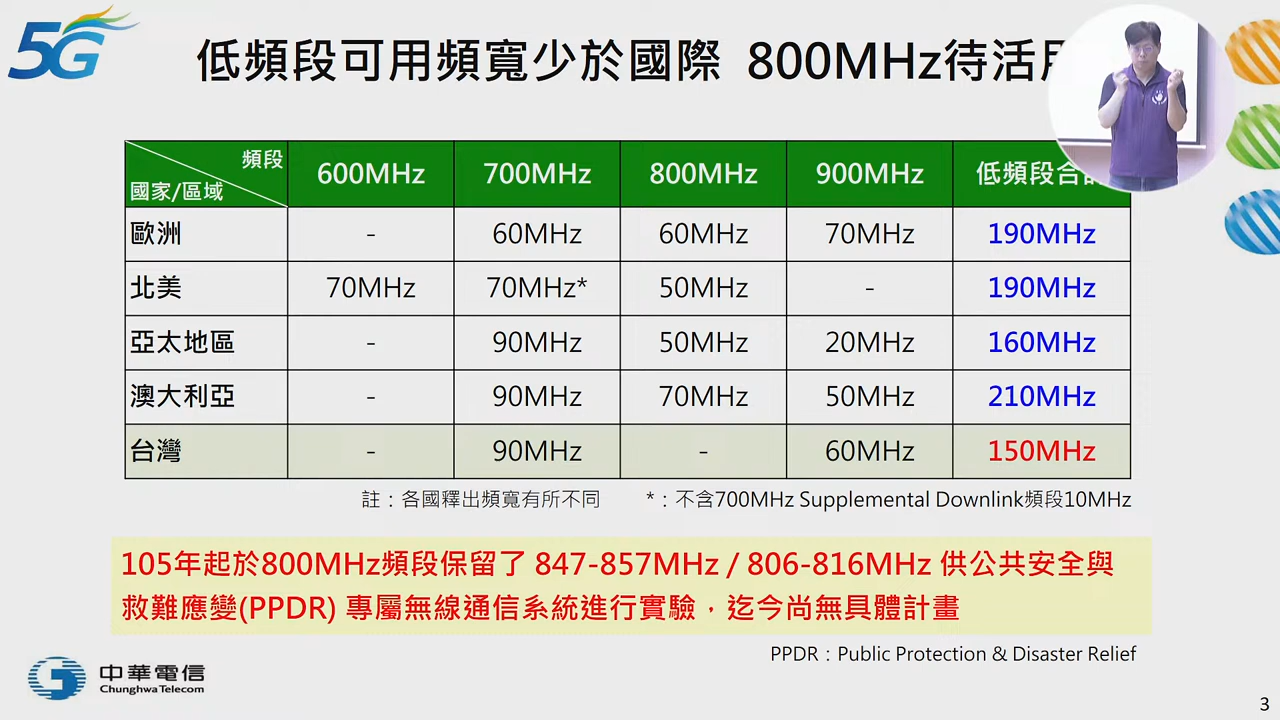 5G
低頻段可用頻寬少於國際 800MHz待活
頻段
國家/區域
600MHz 700MHz 800MHz 900MHz 低頻段合
歐洲 - 60MHz 60MHz 70MHz 190MHz
北美 70MHz 70MHz* 50MHz - 190MHz
亞太地區 - 90MHz 50MHz 20MHz 160MHz
澳大利亞 - 90MHz 70MHz 50MHz 210MHz
台灣 - 90MHz - 60MHz 150MHz
註：各國釋出頻寬有所不同 *：不含700MHz Supplemental Downlink頻段10MHz
105年起於800MHz頻段保留了 847-857MHz / 806-816MHz 供公共安全與
救難應變(PPDR) 專屬無線通信系統進行實驗，迄今尚無具體計畫
PPDR：Public Protection & Disaster Relief
中華電信
Chunghwa Telecom
3